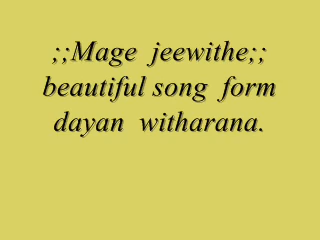 ;;Mage jeewithe;;
beautiful song form
dayan witharana.